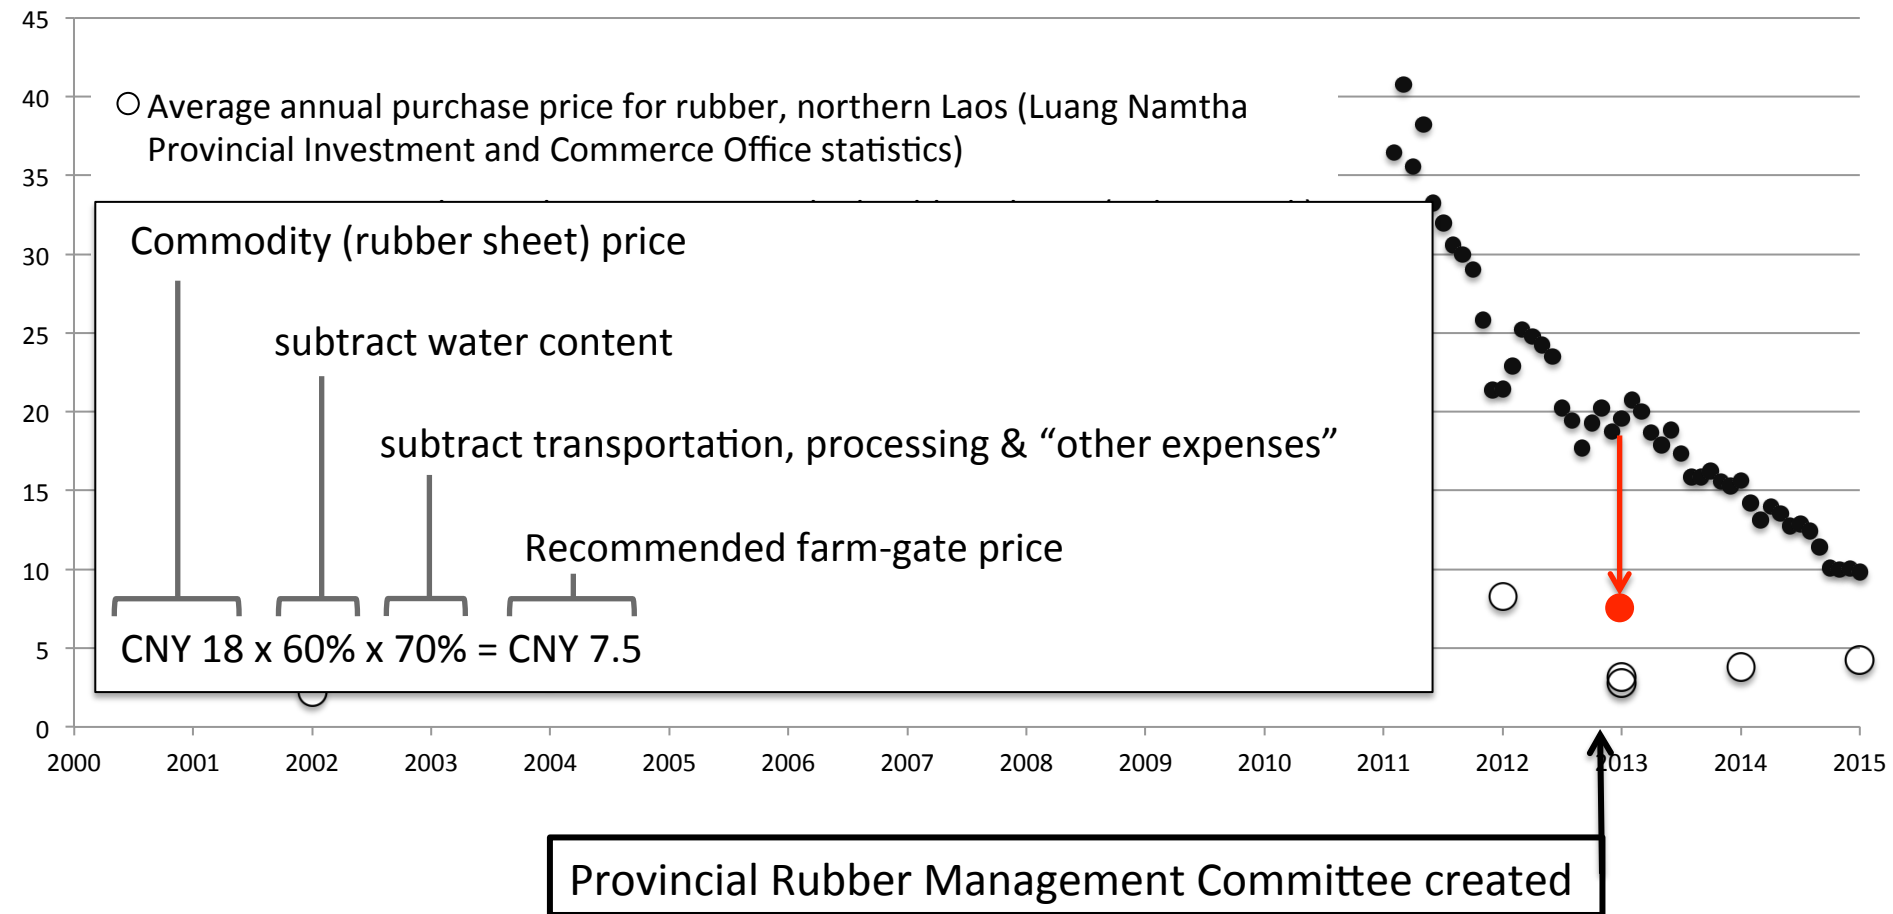 45
40
35
30
25
20
15
10
5
0
Average annual purchase price for rubber, northern Laos (Luang Namtha
Provincial Investment and Commerce Office statistics)
Commodity (rubber sheet) price
subtract water content
subtract transportation, processing & “other expenses”
Recommended farm-gate price
CNY 18 x 60% x 70% = CNY 7.5
2000 2001 2002 2003 2004 2005 2006 2007 2008 2009 2010 2011 2012 2013 2014 2015
Provincial Rubber Management Committee created